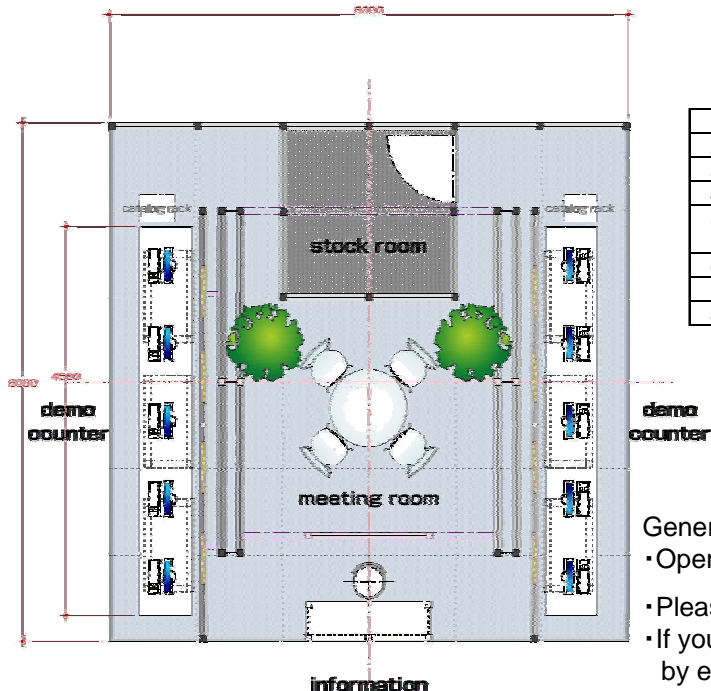 6000
catalog rack
catalog rack
stock room
4500
6000
demo
counter
demo
counter
meeting room
Gener
・Oper
・Pleas
・If you
by e
information